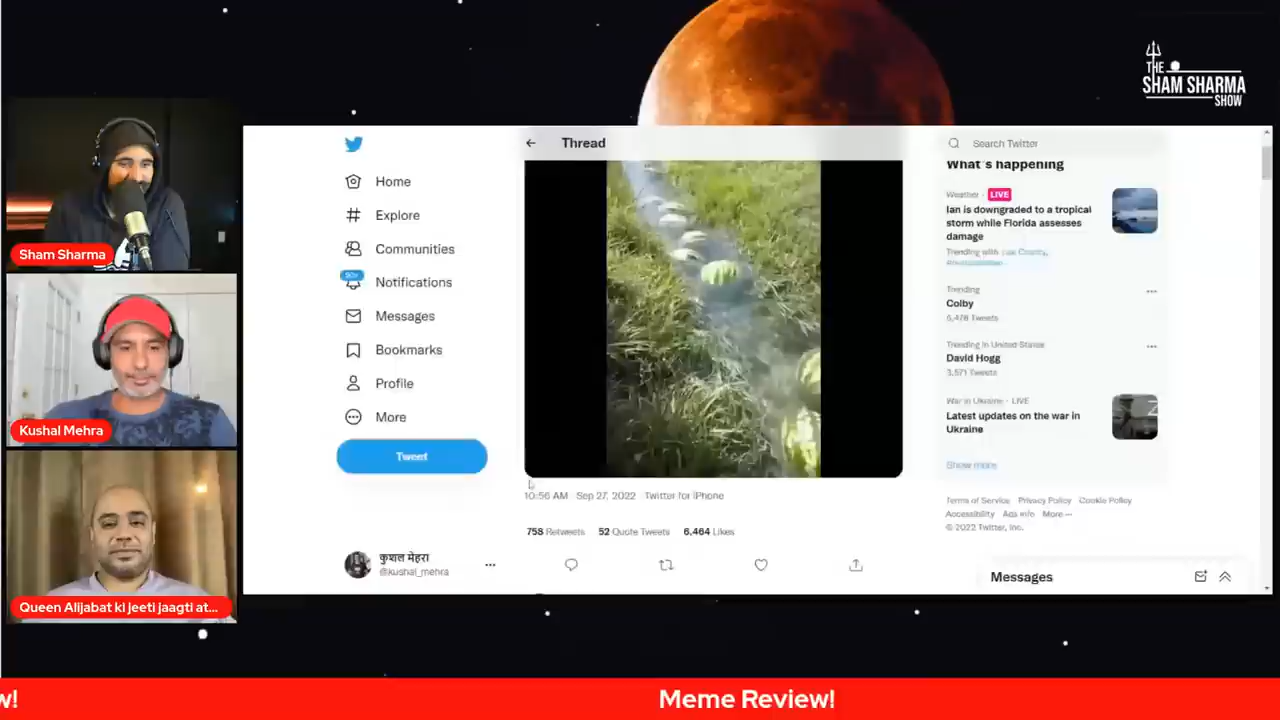 THE
SHAM SHARMA
SHOW
Sham Sharma
Kushal Mehra
Queen Alijabat ki jeeti jaagti at...
Home
Explore
Communities
Notifications
Messages
Bookmarks
Profile
More
Tweet
कुशल मेहरा
@kushal_mehra
Thread
10:56 AM · Sep 27, 2022 · Twitter for iPhone
758 Retweets 52 Quote Tweets 6,464 Likes
Search Twitter
What's happening
Weather · LIVE
Ian is downgraded to a tropical
storm while Florida assesses
damage
Trending with Lee County,
Trending
Colby
6,478 Tweets
Trending in United States
David Hogg
3,571 Tweets
War in Ukraine · LIVE
Latest updates on the war in
Ukraine
Show more
Terms of Service Privacy Policy Cookie Policy
Accessibility Ads info More ...
© 2022 Twitter, Inc.
Messages
w!
Meme Review!